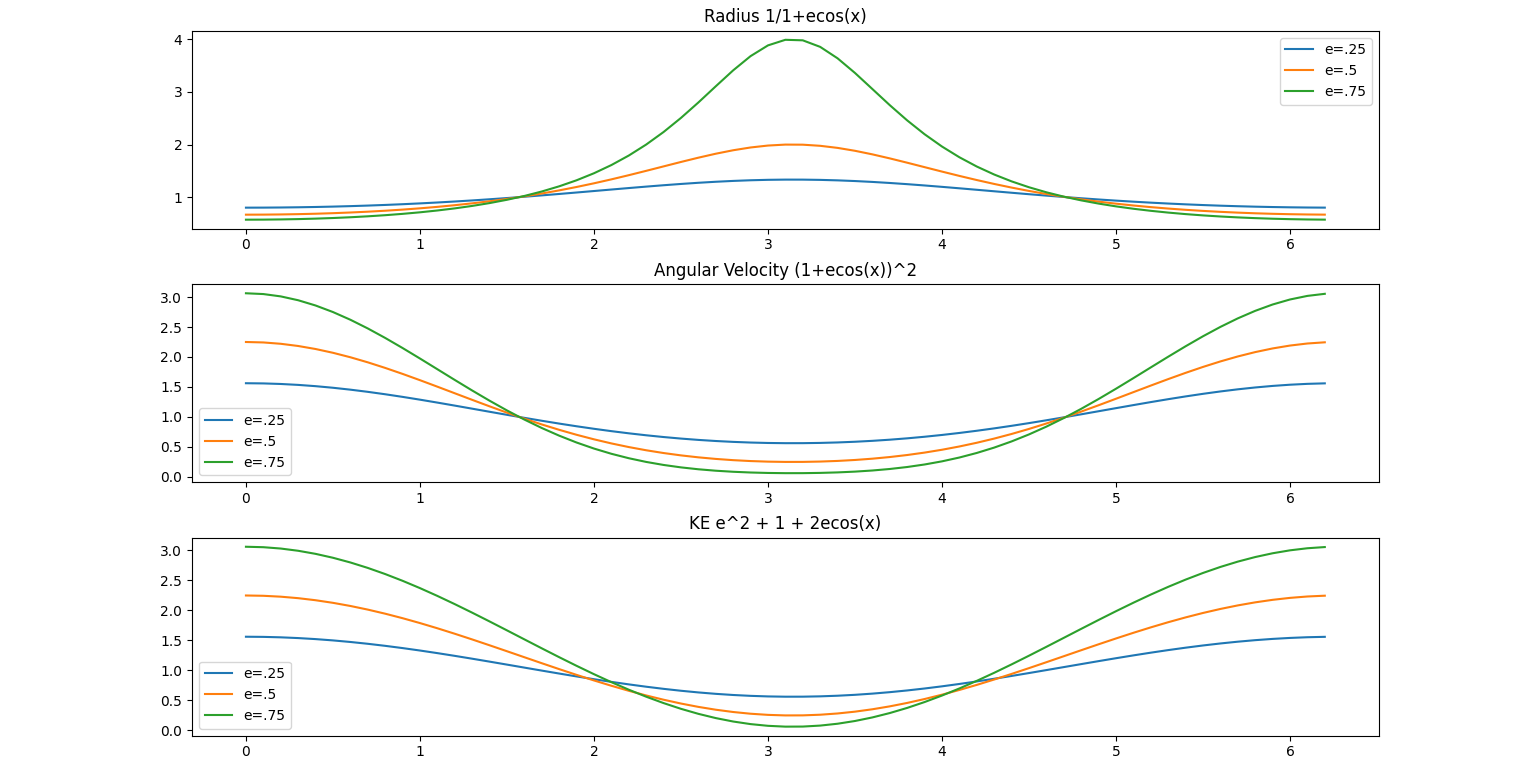 Radius 1/1+ecos(x)
4
3
2
1
e=.25
e=.5
e=.75
0 1 2 3 4 5 6
Angular Velocity (1+ecos(x))^2
3.0
2.5
2.0
1.5
1.0
0.5
0.0
e=.25
e=.5
e=.75
0 1 2 3 4 5 6
KE e^2 + 1 + 2ecos(x)
3.0
2.5
2.0
1.5
1.0
0.5
0.0
e=.25
e=.5
e=.75
0 1 2 3 4 5 6